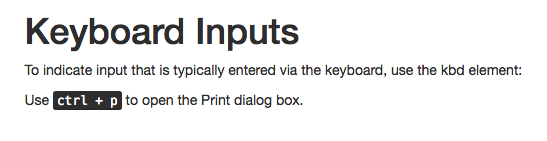 Keyboard Inputs
To indicate input that is typically entered via the keyboard, use the kbd element:
Use ctrl + p to open the Print dialog box.